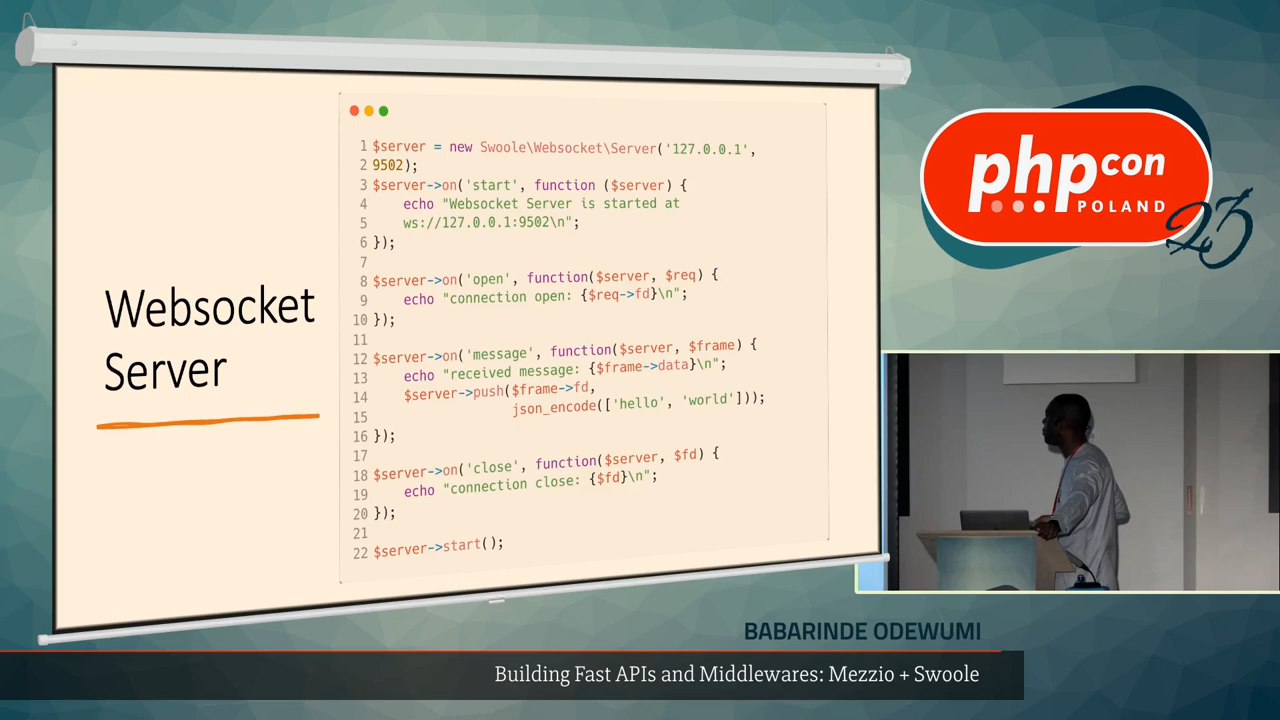 Websocket
Server
1 $server = new Swoole\Websocket\Server('127.0.0.1',
2 9502);
3 $server->on('start', function ($server) {
4     echo "Websocket Server is started at
5     ws://127.0.0.1:9502\n";
6 });
7
8 $server->on('open', function($server, $req) {
9     echo "connection open: {$req->fd}\n";
10 });
11
12 $server->on('message', function($server, $frame) {
13     echo "received message: {$frame->data}\n";
14     $server->push($frame->fd,
15                   json_encode(['hello', 'world']));
16 });
17
18 $server->on('close', function($server, $fd) {
19     echo "connection close: {$fd}\n";
20 });
21
22 $server->start();
phpcon
POLAND
23
BABARINDE ODEWUMI
Building Fast APIs and Middlewares: Mezzio + Swoole